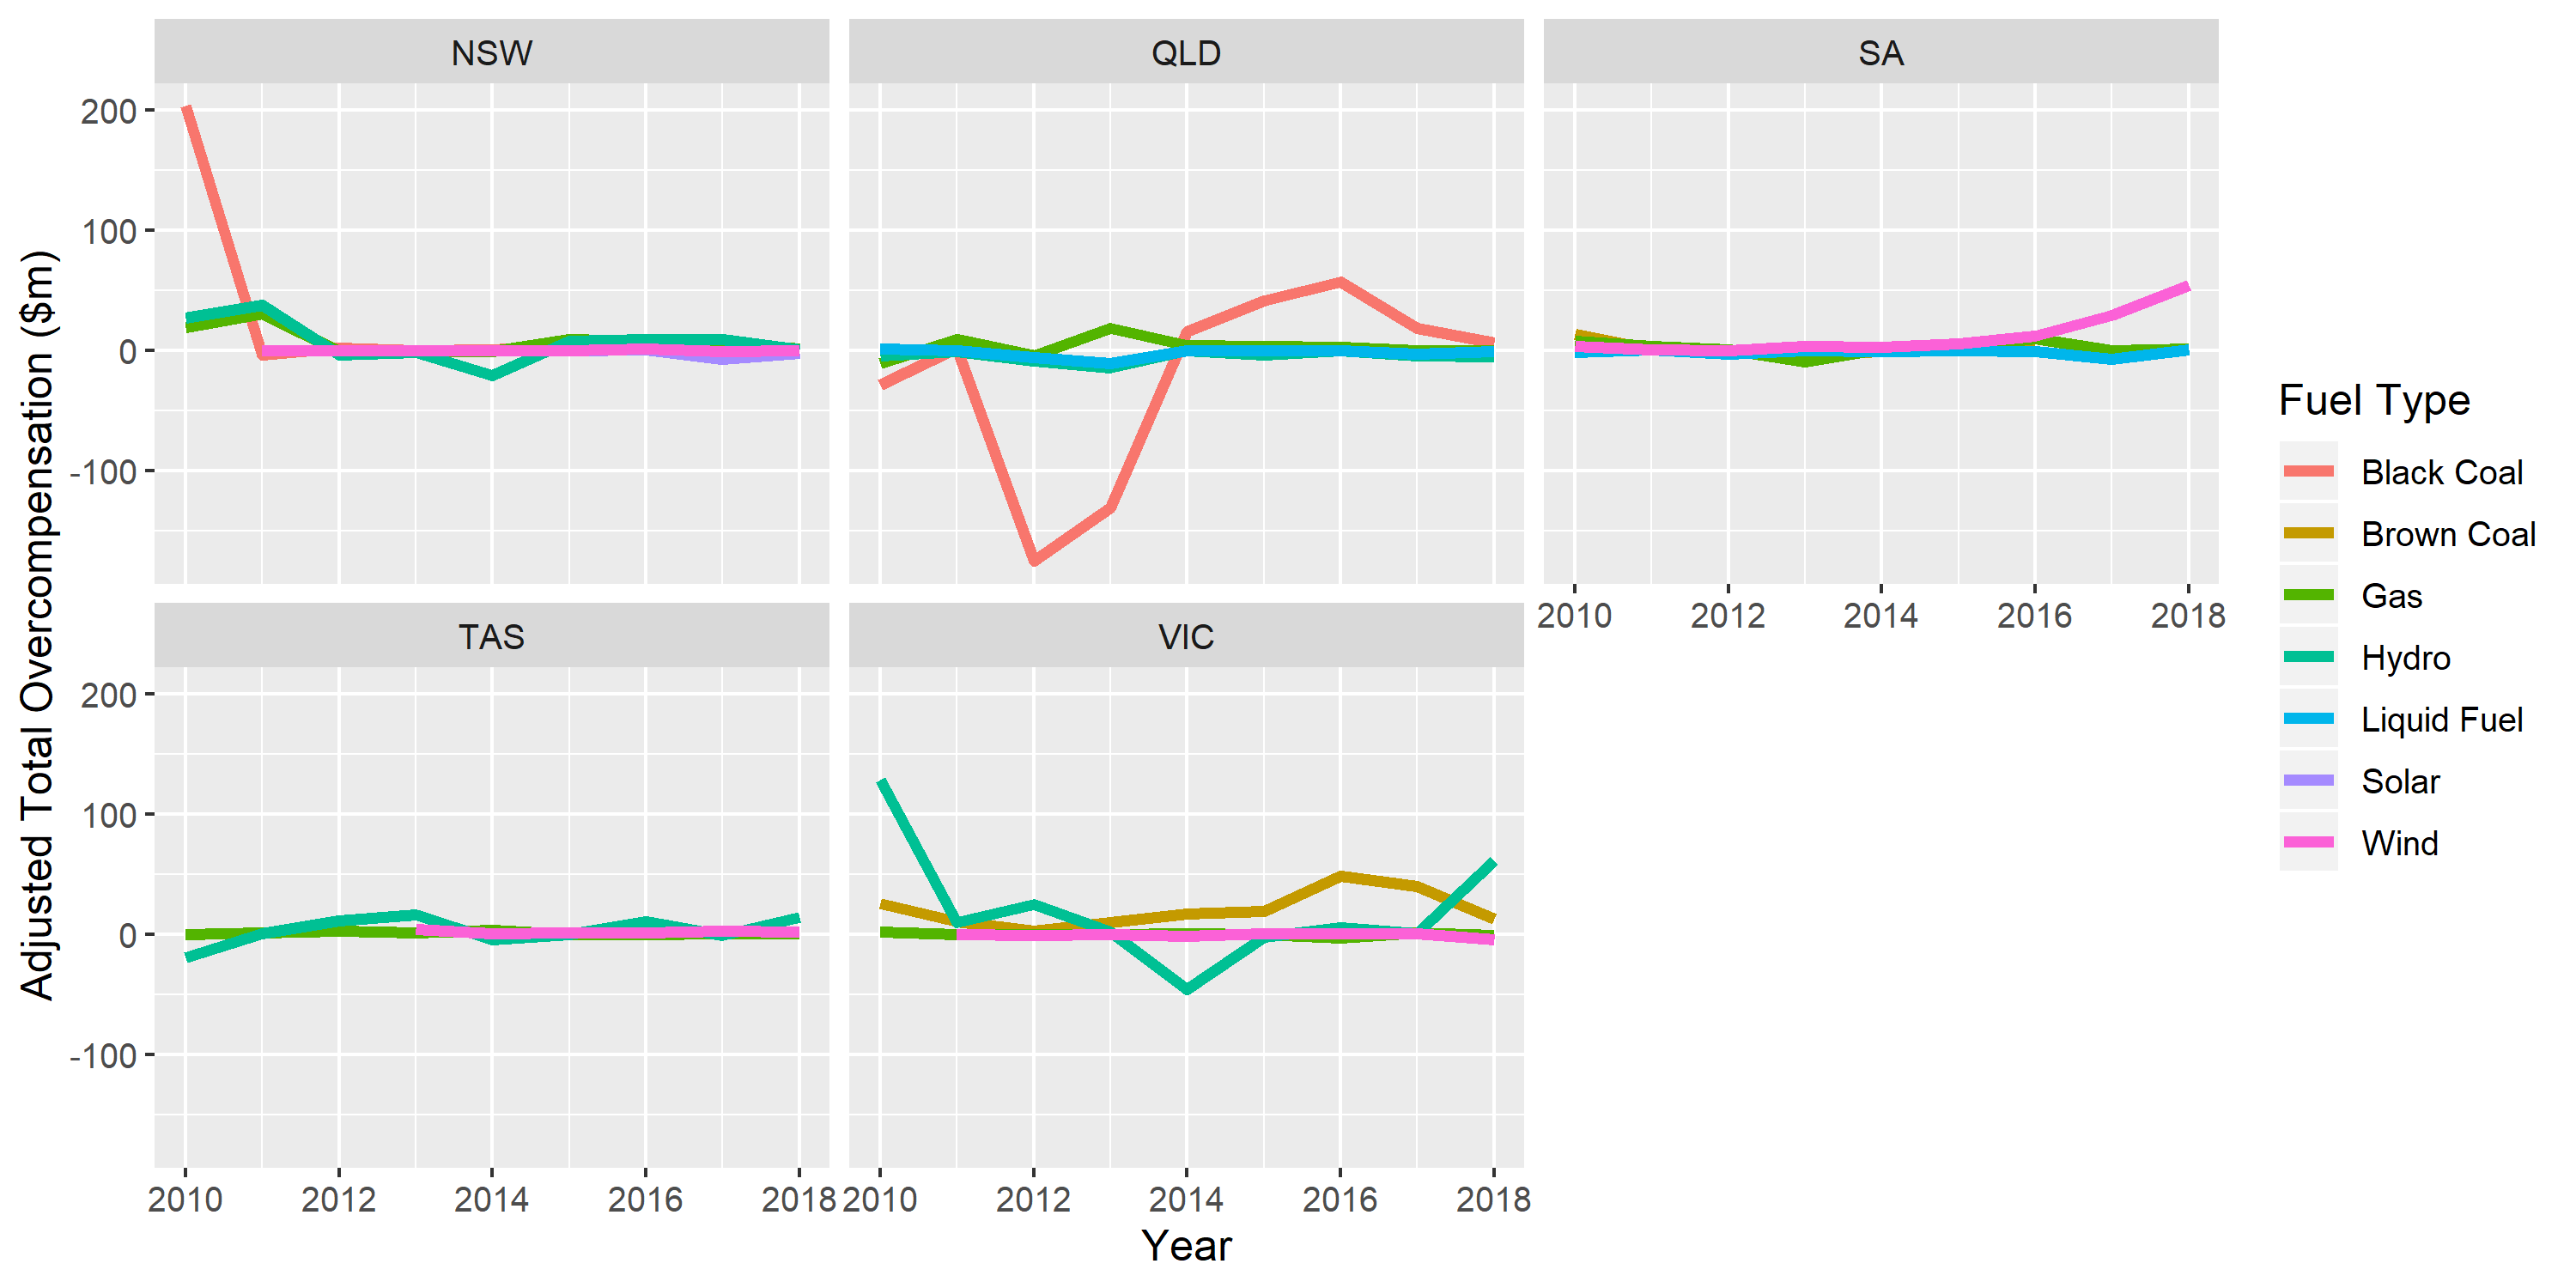 NSW
QLD
SA
200
100
0
-100
2010 2012 2014 2016 2018
TAS
VIC
200
100
0
-100
2010 2012 2014 2016 2018
2010 2012 2014 2016 2018
Year
Adjusted Total Overcompensation ($m)
Fuel Type
Black Coal
Brown Coal
Gas
Hydro
Liquid Fuel
Solar
Wind